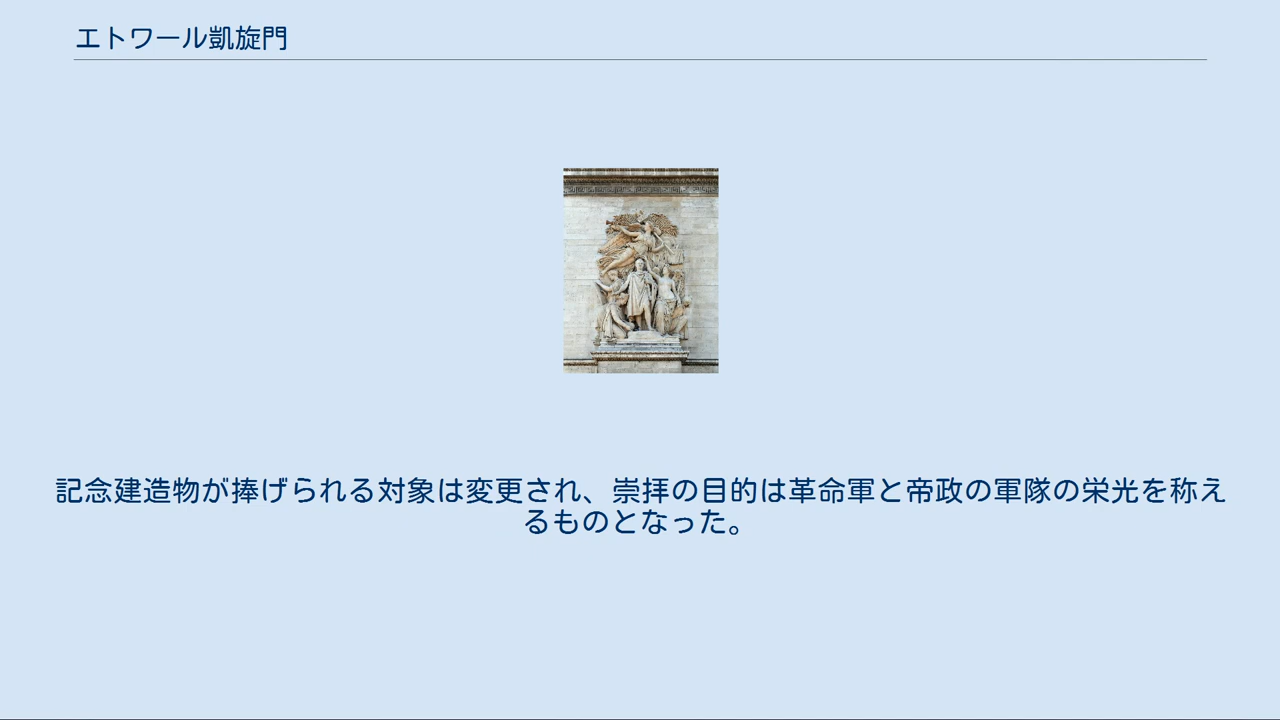 エトワール凱旋門
記念建造物が捧げられる対象は変更され、崇拝の目的は革命軍と帝政の軍隊の栄光を称え
るものとなった。